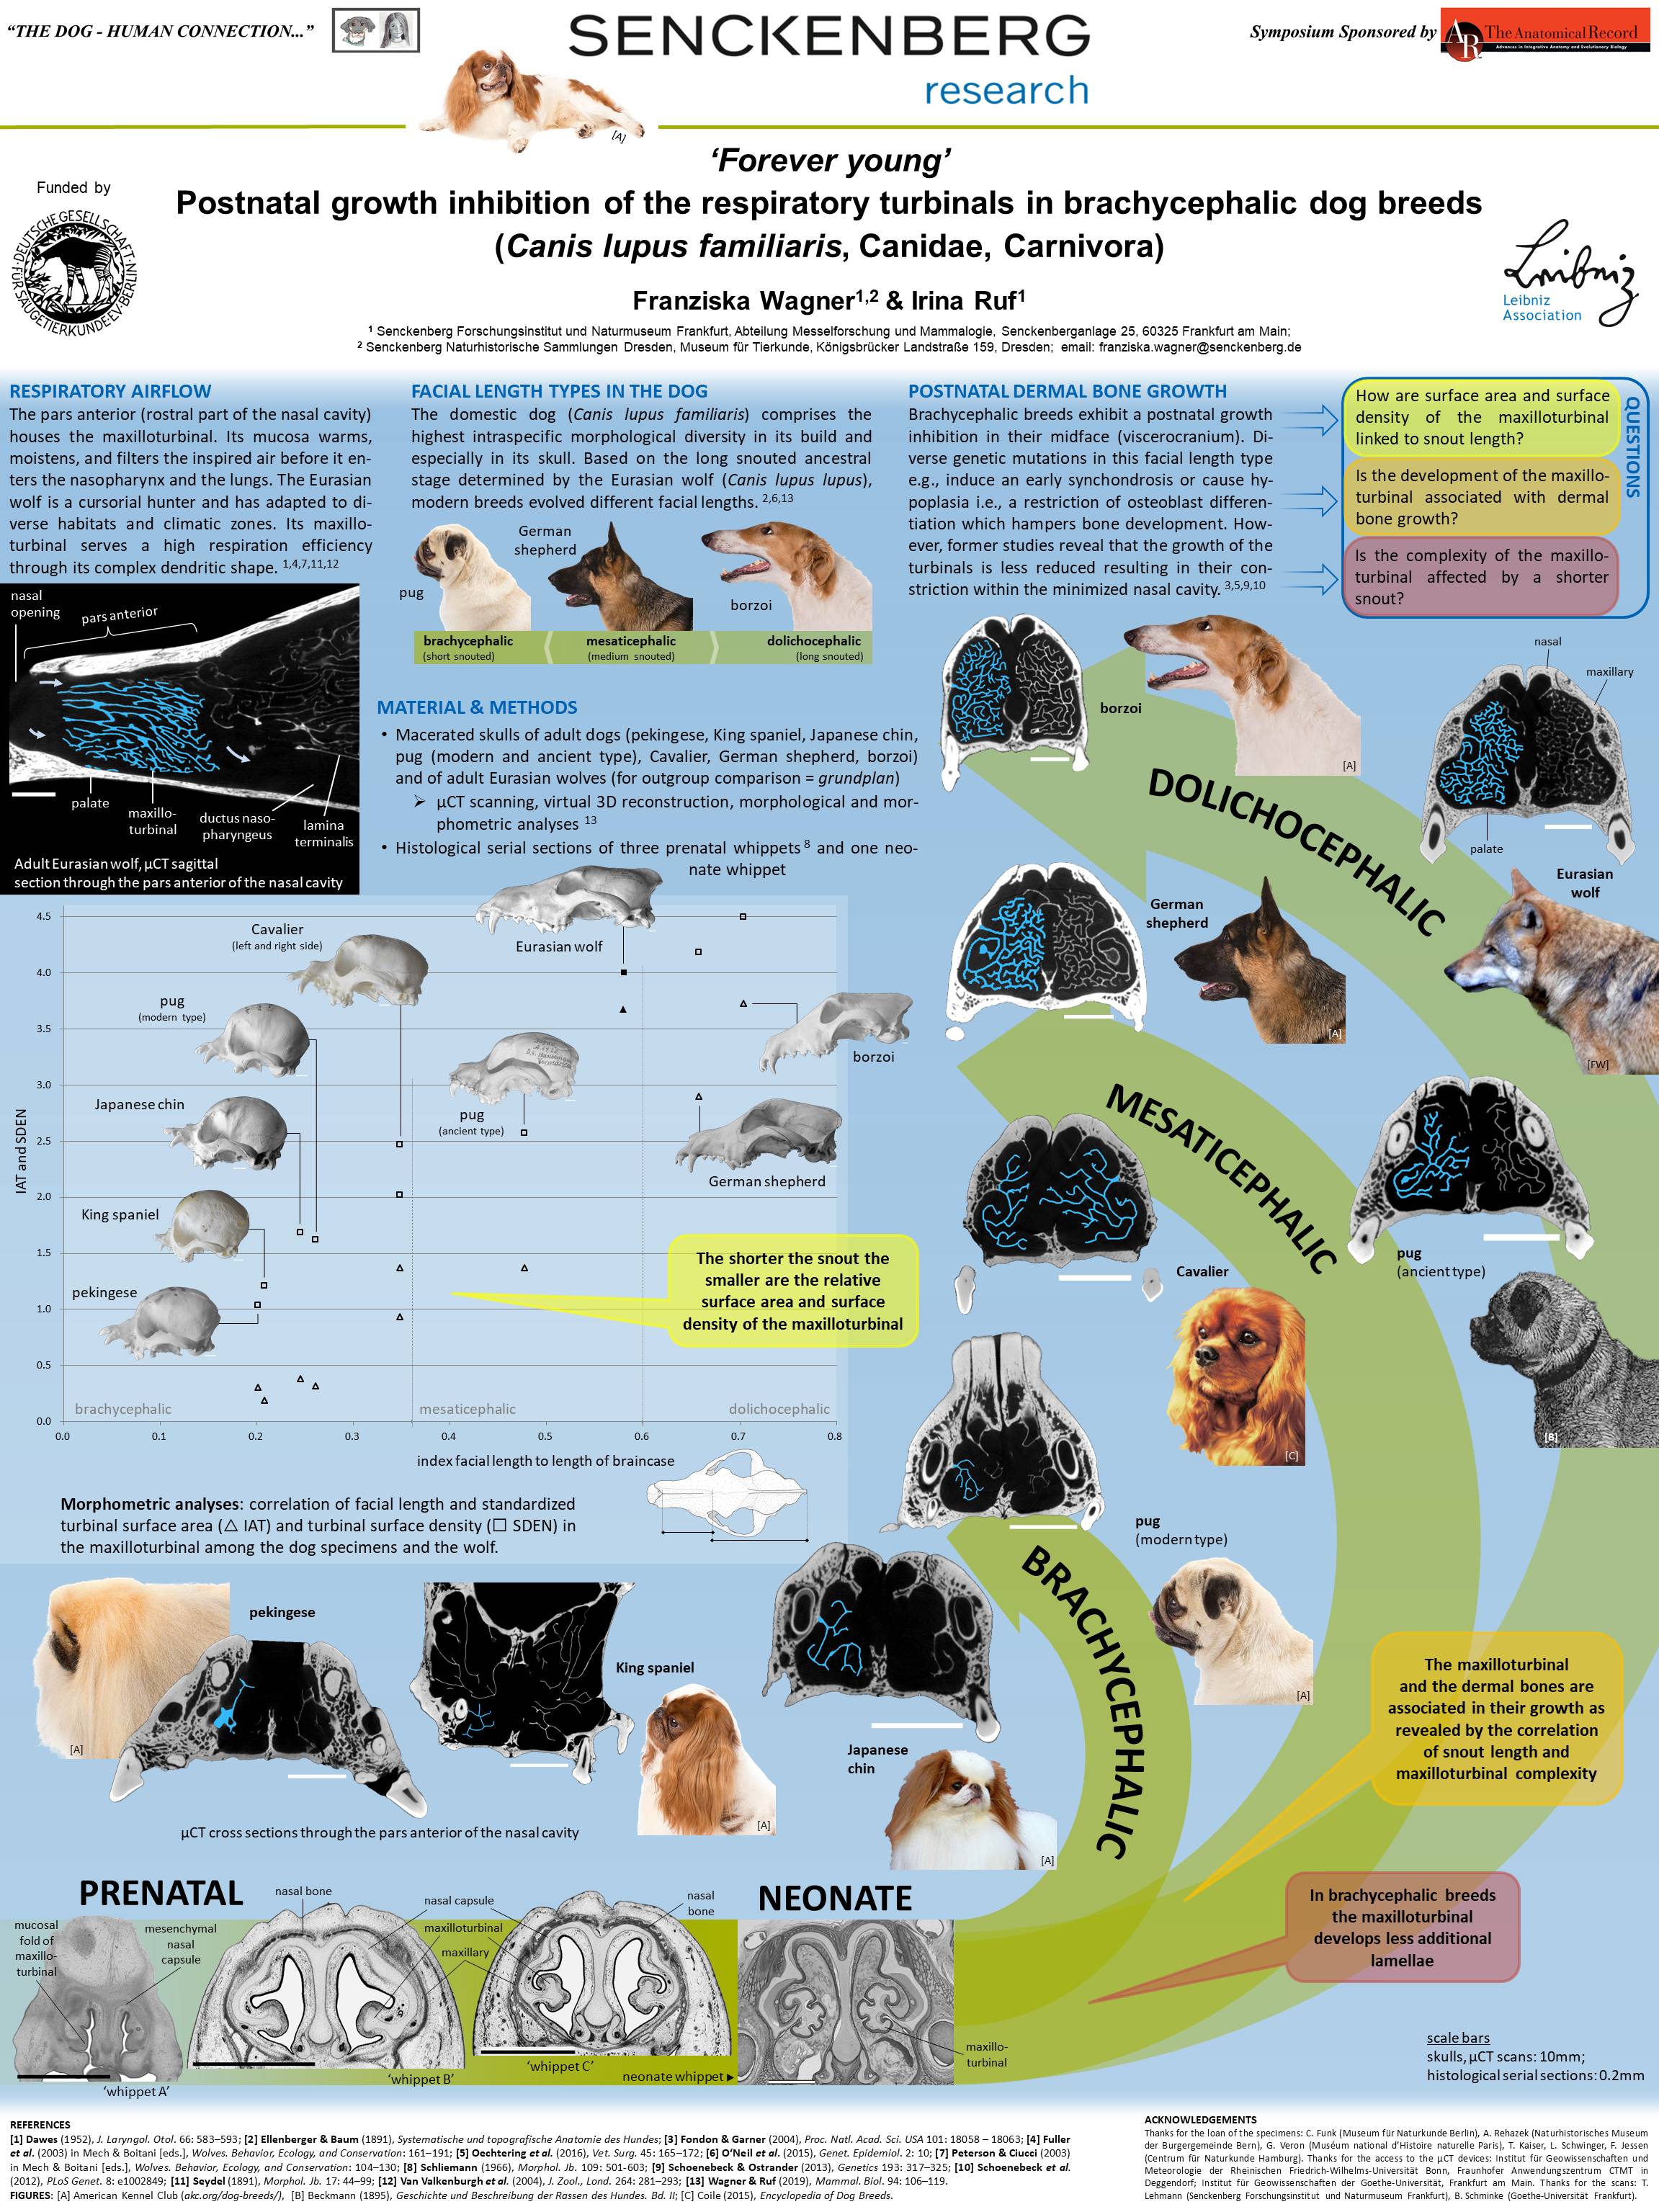 “THE DOG - HUMAN CONNECTION...”
SENCKENBERG
research
Symposium Sponsored by
AR The Anatomical Record
Advances in Integrative Anatomy and Evolutionary Biology
[A]
‘Forever young’
Postnatal growth inhibition of the respiratory turbinals in brachycephalic dog breeds
(Canis lupus familiaris, Canidae, Carnivora)
Franziska Wagner1,2 & Irina Ruf1
1 Senckenberg Forschungsinstitut und Naturmuseum Frankfurt, Abteilung Messelforschung und Mammalogie, Senckenberganlage 25, 60325 Frankfurt am Main;
2 Senckenberg Naturhistorische Sammlungen Dresden, Museum für Tierkunde, Königsbrücker Landstraße 159, Dresden; email: franziska.wagner@senckenberg.de
Funded by
DEUTSCHE GESELLSCHAFT FÜR SÄUGETIERKUNDE E.V. BERLIN
Leibniz
Leibniz
Association
RESPIRATORY AIRFLOW
The pars anterior (rostral part of the nasal cavity)
houses the maxilloturbinal. Its mucosa warms,
moistens, and filters the inspired air before it en-
ters the nasopharynx and the lungs. The Eurasian
wolf is a cursorial hunter and has adapted to di-
verse habitats and climatic zones. Its maxillo-
turbinal serves a high respiration efficiency
through its complex dendritic shape. 1,4,7,11,12
nasal
opening
pars anterior
palate
maxillo-
turbinal
ductus naso-
pharyngeus
lamina
terminalis
Adult Eurasian wolf, µCT sagittal
section through the pars anterior of the nasal cavity
FACIAL LENGTH TYPES IN THE DOG
The domestic dog (Canis lupus familiaris) comprises the
highest intraspecific morphological diversity in its build and
especially in its skull. Based on the long snouted ancestral
stage determined by the Eurasian wolf (Canis lupus lupus),
modern breeds evolved different facial lengths. 2,6,13
pug
German
shepherd
borzoi
brachycephalic
(short snouted)
mesaticephalic
(medium snouted)
dolichocephalic
(long snouted)
MATERIAL & METHODS
• Macerated skulls of adult dogs (pekingese, King spaniel, Japanese chin,
pug (modern and ancient type), Cavalier, German shepherd, borzoi)
and of adult Eurasian wolves (for outgroup comparison = grundplan)
➢ µCT scanning, virtual 3D reconstruction, morphological and mor-
phometric analyses 13
• Histological serial sections of three prenatal whippets 8 and one neo-
nate whippet
POSTNATAL DERMAL BONE GROWTH
Brachycephalic breeds exhibit a postnatal growth
inhibition in their midface (viscerocranium). Di-
verse genetic mutations in this facial length type
e.g., induce an early synchondrosis or cause hy-
poplasia i.e., a restriction of osteoblast differen-
tiation which hampers bone development. How-
ever, former studies reveal that the growth of the
turbinals is less reduced resulting in their con-
striction within the minimized nasal cavity. 3,5,9,10
QUESTIONS
How are surface area and surface
density of the maxilloturbinal
linked to snout length?
Is the development of the maxillo-
turbinal associated with dermal
bone growth?
Is the complexity of the maxillo-
turbinal affected by a shorter
snout?
IAT and SDEN
4.5
4.0
3.5
3.0
2.5
2.0
1.5
1.0
0.5
0.0
0.0
0.1
0.2
0.3
0.4
0.5
0.6
0.7
0.8
brachycephalic
mesaticephalic
dolichocephalic
index facial length to length of braincase
Cavalier
(left and right side)
pug
(modern type)
Japanese chin
King spaniel
pekingese
Eurasian wolf
pug
(ancient type)
borzoi
German shepherd
The shorter the snout the
smaller are the relative
surface area and surface
density of the maxilloturbinal
Morphometric analyses: correlation of facial length and standardized
turbinal surface area (△ IAT) and turbinal surface density (☐ SDEN) in
the maxilloturbinal among the dog specimens and the wolf.
borzoi
[A]
nasal
maxillary
palate
Eurasian
wolf
[FW]
DOLICHOCEPHALIC
German
shepherd
[A]
MESATICEPHALIC
Cavalier
[C]
pug
(ancient type)
[B]
pug
(modern type)
[A]
BRACHYCEPHALIC
pekingese
[A]
King spaniel
[A]
Japanese
chin
[A]
µCT cross sections through the pars anterior of the nasal cavity
The maxilloturbinal
and the dermal bones are
associated in their growth as
revealed by the correlation
of snout length and
maxilloturbinal complexity
In brachycephalic breeds
the maxilloturbinal
develops less additional
lamellae
PRENATAL
NEONATE
mucosal
fold of
maxillo-
turbinal
mesenchymal
nasal
capsule
nasal bone
nasal capsule
maxilloturbinal
maxillary
nasal
bone
maxillo-
turbinal
‘whippet A’
‘whippet B’
‘whippet C’
neonate whippet ►
scale bars
skulls, µCT scans: 10mm;
histological serial sections: 0.2mm
REFERENCES
[1] Dawes (1952), J. Laryngol. Otol. 66: 583–593; [2] Ellenberger & Baum (1891), Systematische und topografische Anatomie des Hundes; [3] Fondon & Garner (2004), Proc. Natl. Acad. Sci. USA 101: 18058 – 18063; [4] Fuller
et al. (2003) in Mech & Boitani [eds.], Wolves. Behavior, Ecology, and Conservation: 161–191; [5] Oechtering et al. (2016), Vet. Surg. 45: 165–172; [6] O’Neil et al. (2015), Genet. Epidemiol. 2: 10; [7] Peterson & Ciucci (2003)
in Mech & Boitani [eds.], Wolves. Behavior, Ecology, and Conservation: 104–130; [8] Schliemann (1966), Morphol. Jb. 109: 501-603; [9] Schoenebeck & Ostrander (2013), Genetics 193: 317–325; [10] Schoenebeck et al.
(2012), PLoS Genet. 8: e1002849; [11] Seydel (1891), Morphol. Jb. 17: 44–99; [12] Van Valkenburgh et al. (2004), J. Zool., Lond. 264: 281–293; [13] Wagner & Ruf (2019), Mammal. Biol. 94: 106–119.
FIGURES: [A] American Kennel Club (akc.org/dog-breeds/), [B] Beckmann (1895), Geschichte und Beschreibung der Rassen des Hundes. Bd. II; [C] Coile (2015), Encyclopedia of Dog Breeds.
ACKNOWLEDGEMENTS
Thanks for the loan of the specimens: C. Funk (Museum für Naturkunde Berlin), A. Rehazek (Naturhistorisches Museum
der Burgergemeinde Bern), G. Veron (Muséum national d’Histoire naturelle Paris), T. Kaiser, L. Schwinger, F. Jessen
(Centrum für Naturkunde Hamburg). Thanks for the access to the µCT devices: Institut für Geowissenschaften und
Meteorologie der Rheinischen Friedrich-Wilhelms-Universität Bonn, Fraunhofer Anwendungszentrum CTMT in
Deggendorf; Institut für Geowissenschaften der Goethe-Universität, Frankfurt am Main. Thanks for the scans: T.
Lehmann (Senckenberg Forschungsinstitut und Naturmuseum Frankfurt), B. Schminke (Goethe-Universität Frankfurt).